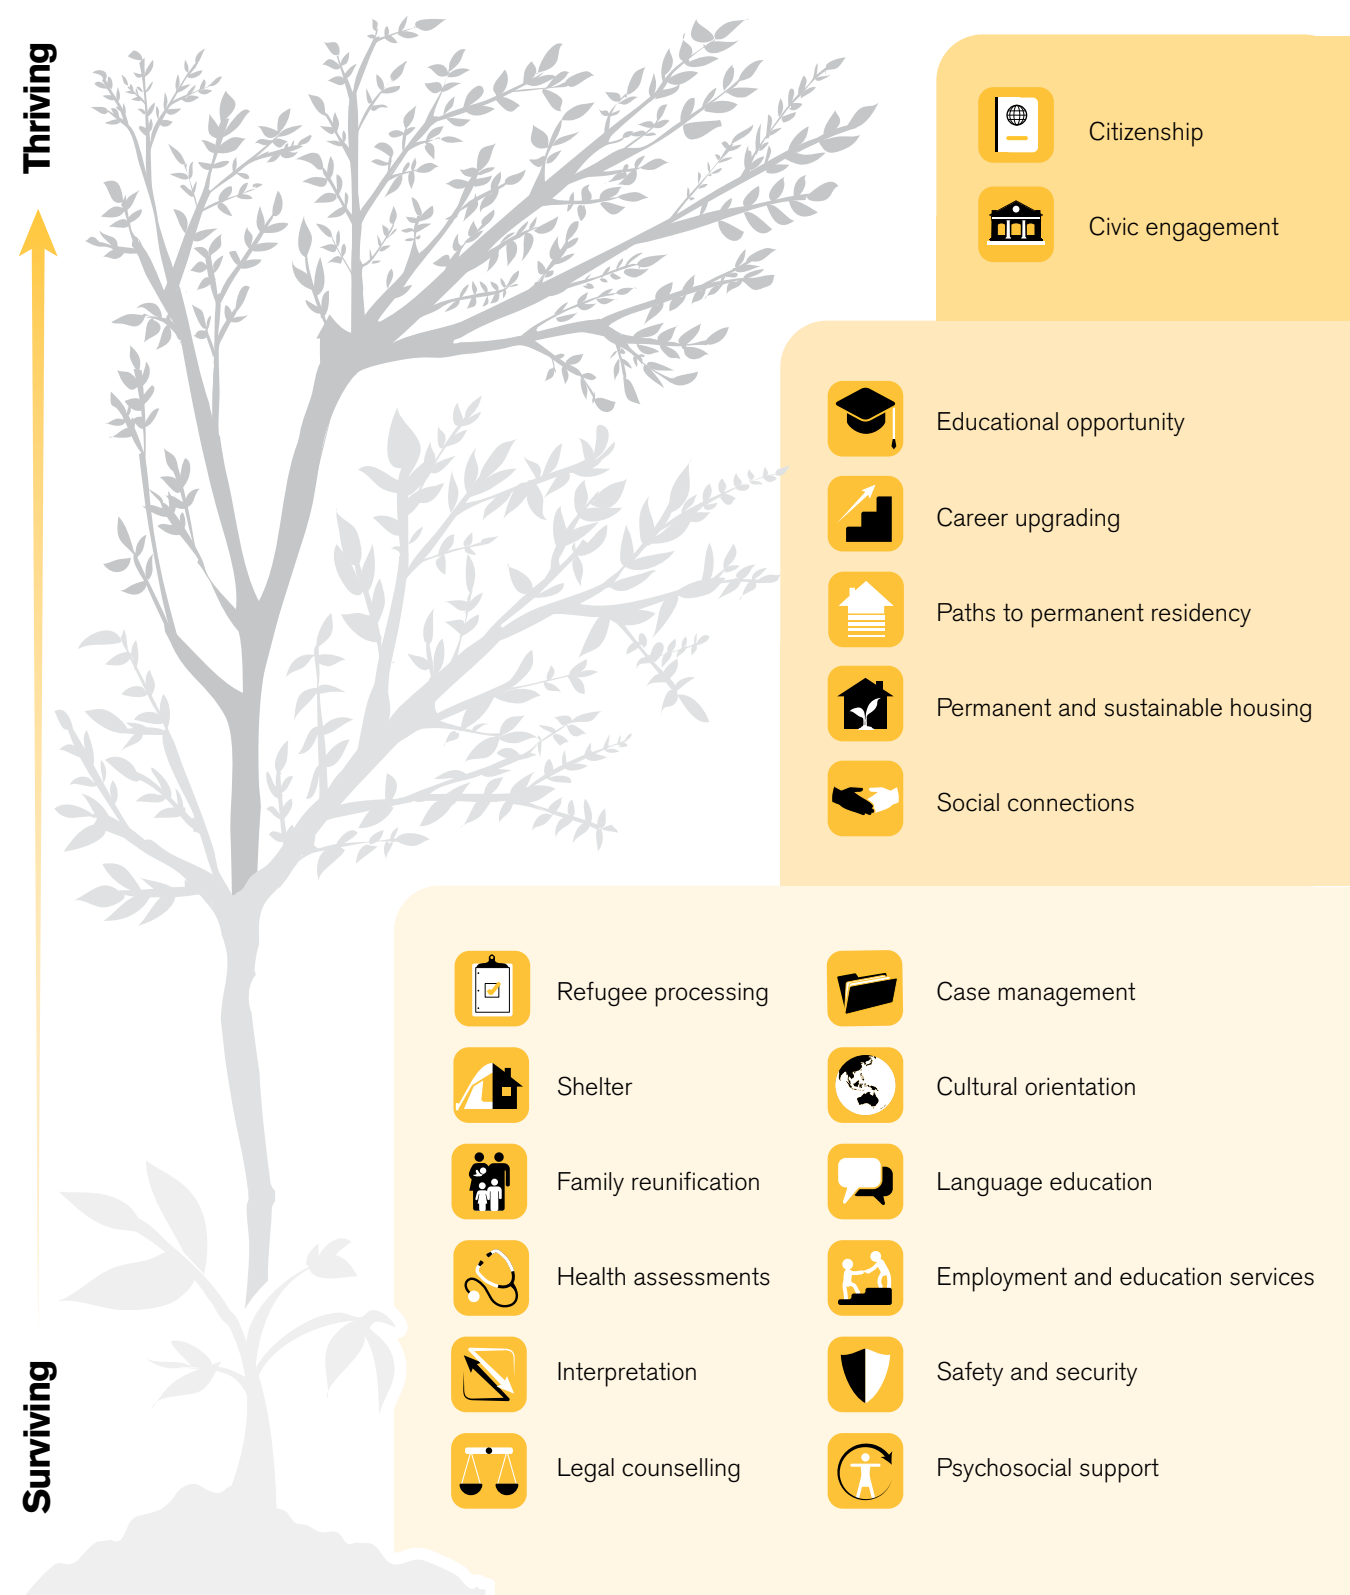 Thriving
Citizenship
Civic engagement
Educational opportunity
Career upgrading
Paths to permanent residency
Permanent and sustainable housing
Social connections
Refugee processing
Case management
Shelter
Cultural orientation
Family reunification
Language education
Health assessments
Employment and education services
Interpretation
Safety and security
Legal counselling
Psychosocial support
Surviving